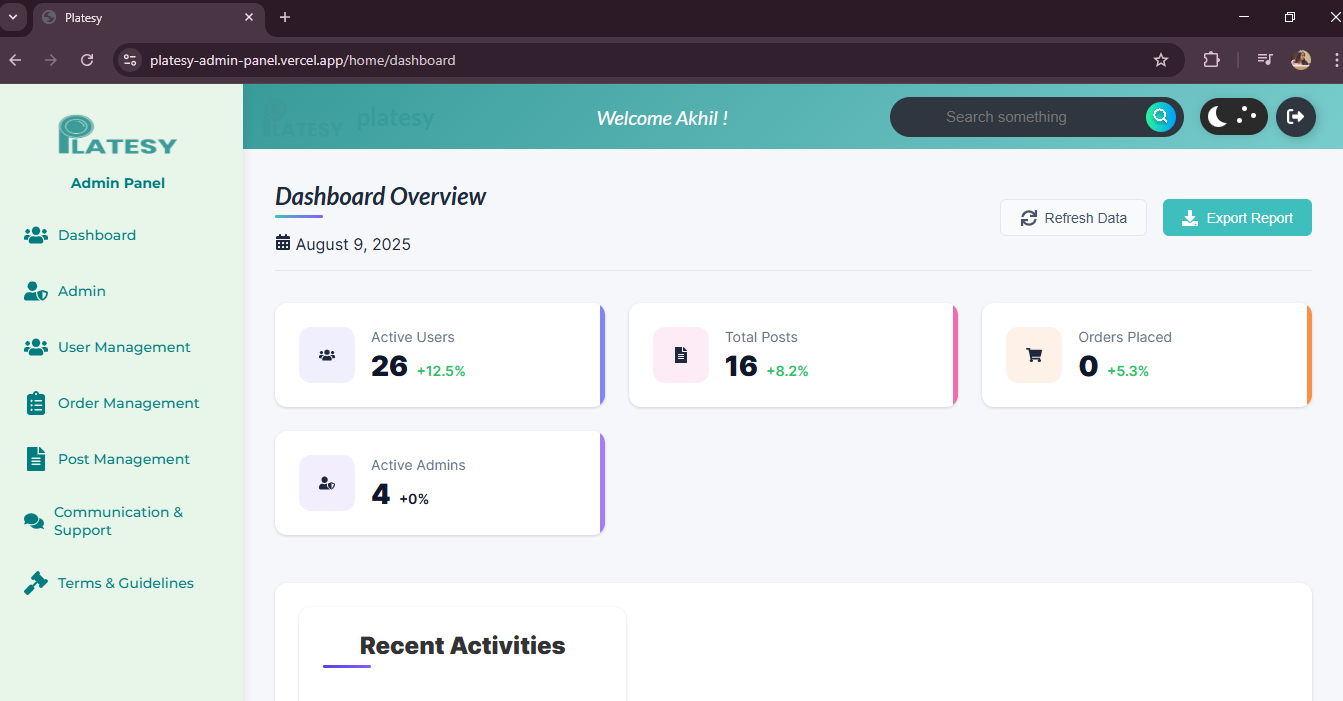 Platesy
platesy-admin-panel.vercel.app/home/dashboard
PLATESY
Admin Panel
Dashboard
Admin
User Management
Order Management
Post Management
Communication &
Support
Terms & Guidelines
PLATESY platesy
Welcome Akhil !
Search something
Dashboard Overview
August 9, 2025
Refresh Data
Export Report
Active Users
26 +12.5%
Total Posts
16 +8.2%
Orders Placed
0 +5.3%
Active Admins
4 +0%
Recent Activities